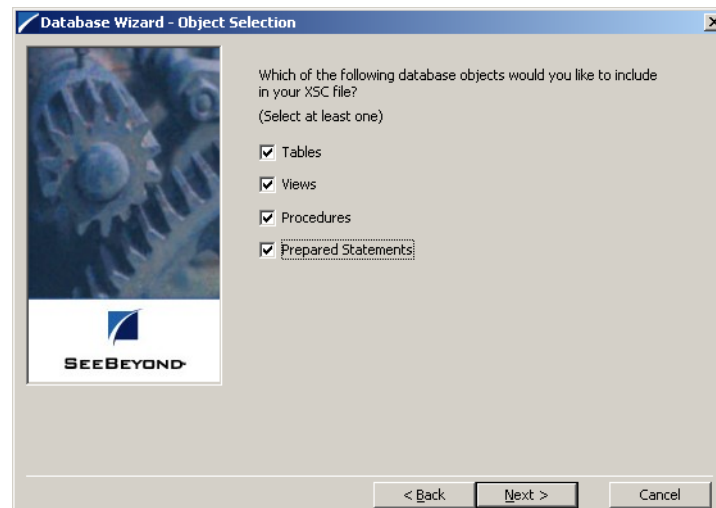 Database Wizard - Object Selection
Which of the following database objects would you like to include
in your XSC file?
(Select at least one)
Tables
Views
Procedures
Prepared Statements
SEEBEYOND
< Back
Next >
Cancel